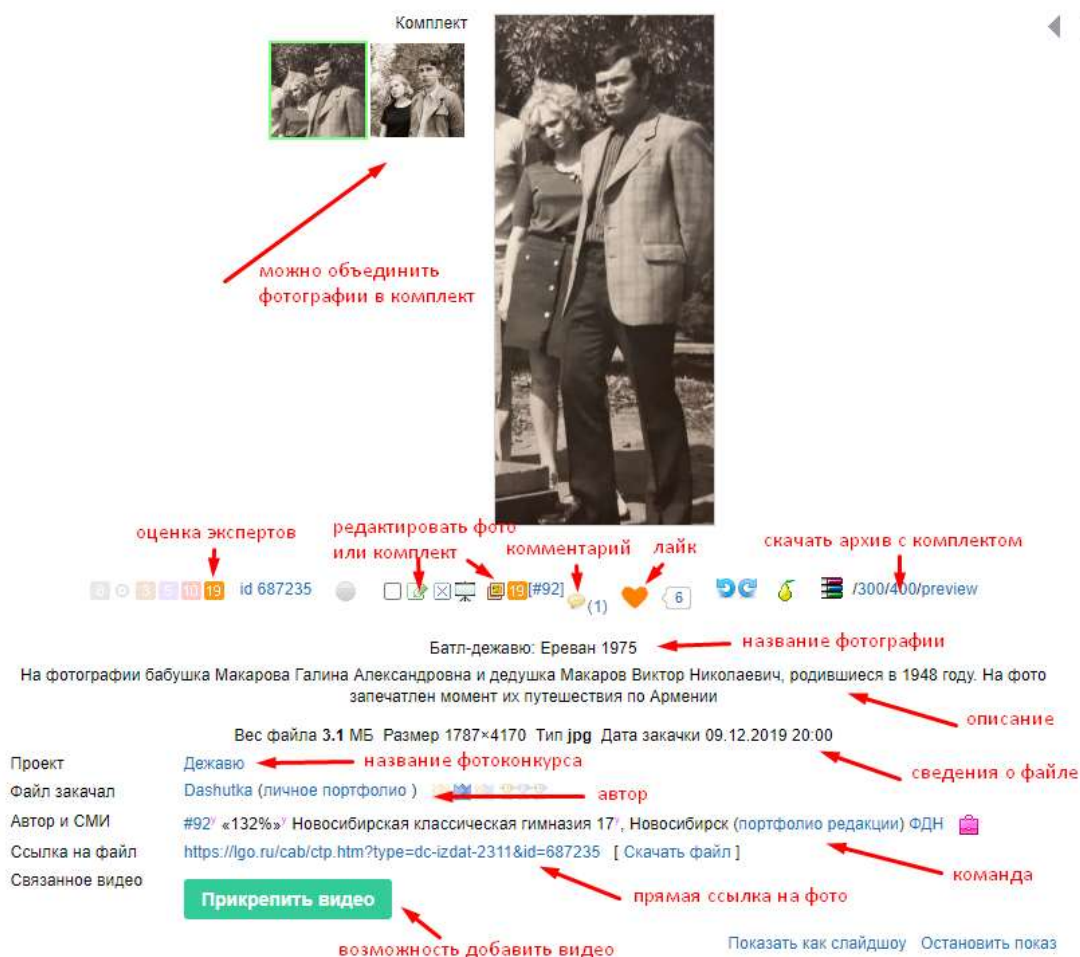 Комплект
можно объединить
фотографии в комплект
оценка экспертов
редактировать фото
или комплект
комментарий
лайк
скачать архив с комплектом
3 5 10 19 id 687235 19 [#92] (1) 6 /300/400/preview
Батл-дежавю: Ереван 1975
название фотографии
На фотографии бабушка Макарова Галина Александровна и дедушка Макаров Виктор Николаевич, родившиеся в 1948 году. На фото
запечатлен момент их путешествия по Армении
описание
Вес файла 3.1 МБ Размер 1787×4170 Тип jpg Дата закачки 09.12.2019 20:00
сведения о файле
Проект Дежавю
название фотоконкурса
Файл закачал Dashutka (личное портфолио )
автор
Автор и СМИ #92у «132%»у Новосибирская классическая гимназия 17у, Новосибирск (портфолио редакции) ФДН
команда
Ссылка на файл https://lgo.ru/cab/ctp.htm?type=dc-izdat-2311&id=687235 [ Скачать файл ]
прямая ссылка на фото
Связанное видео
Прикрепить видео
возможность добавить видео
Показать как слайдшоу Остановить показ